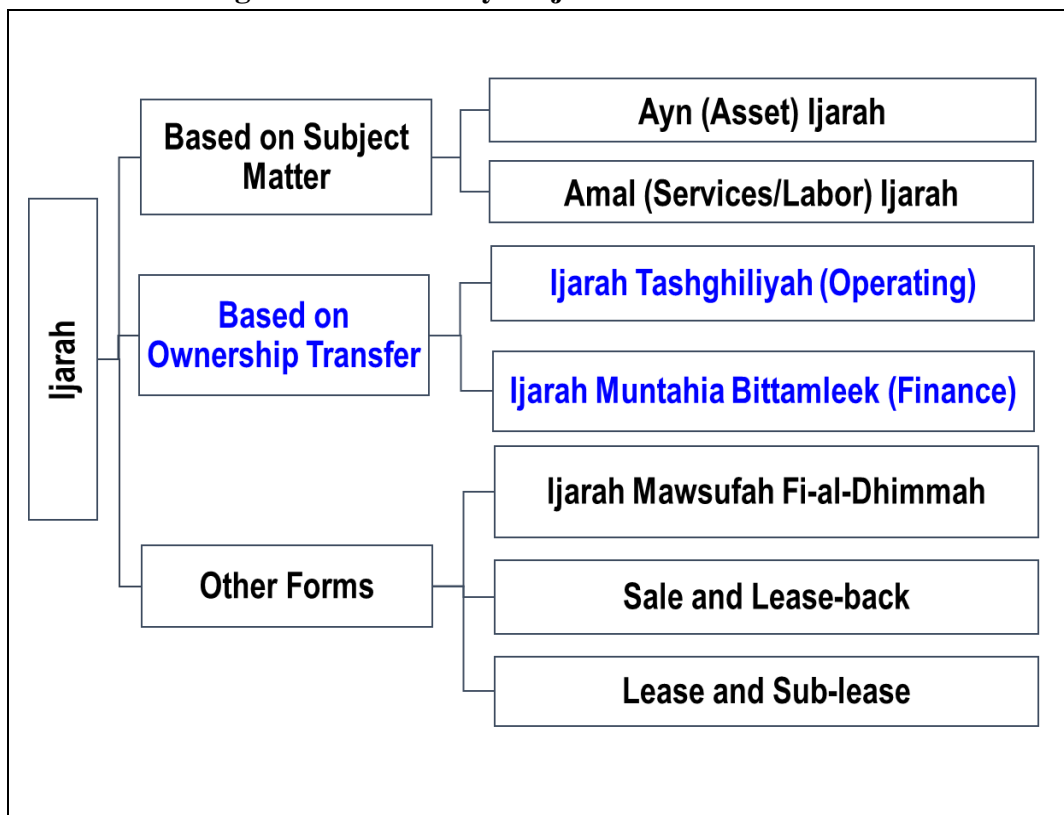 Ijarah
Based on Subject
Matter
Ayn (Asset) Ijarah
Amal (Services/Labor) Ijarah
Based on
Ownership Transfer
Ijarah Tashghiliyah (Operating)
Ijarah Muntahia Bittamleek (Finance)
Other Forms
Ijarah Mawsufah Fi-al-Dhimmah
Sale and Lease-back
Lease and Sub-lease